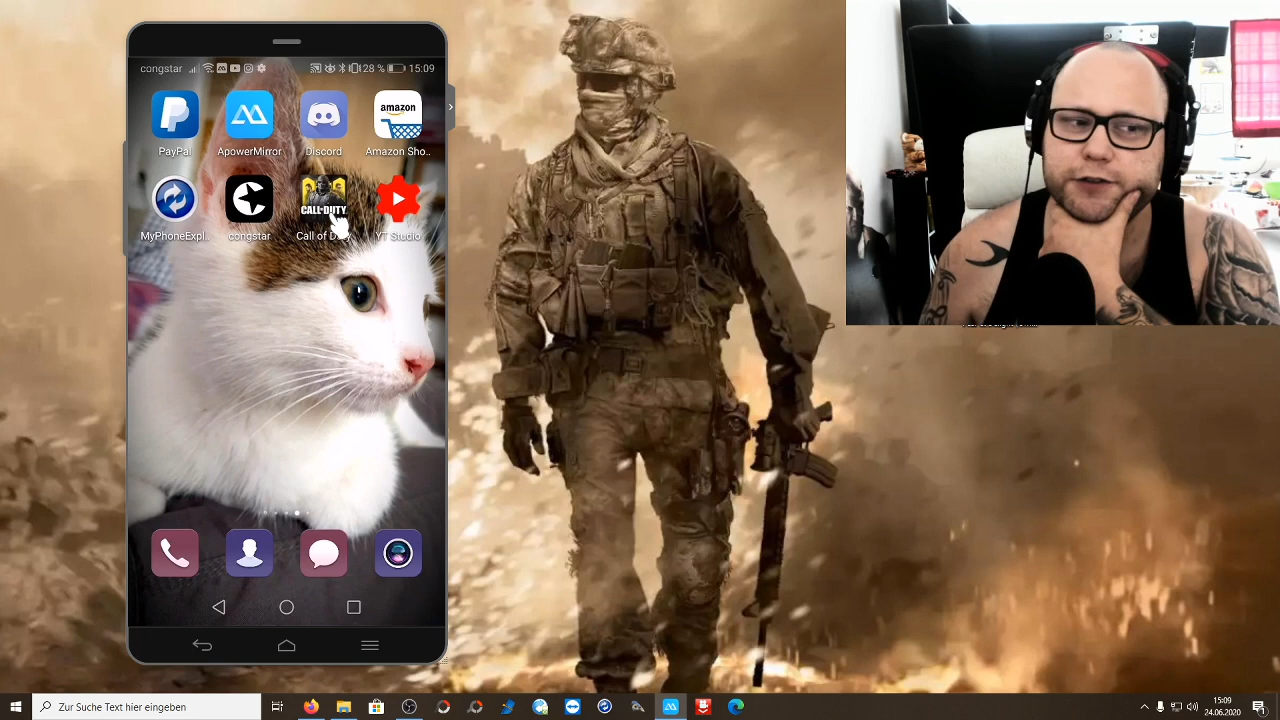 congstar
28 % 15:09
amazon
PayPal ApowerMirror Discord Amazon Sho..
CALL OF DUTY
MyPhoneExpl.. congstar Call of Duty YT Studio
Zur Suche Text hier eingeben
15:09
24.06.2020